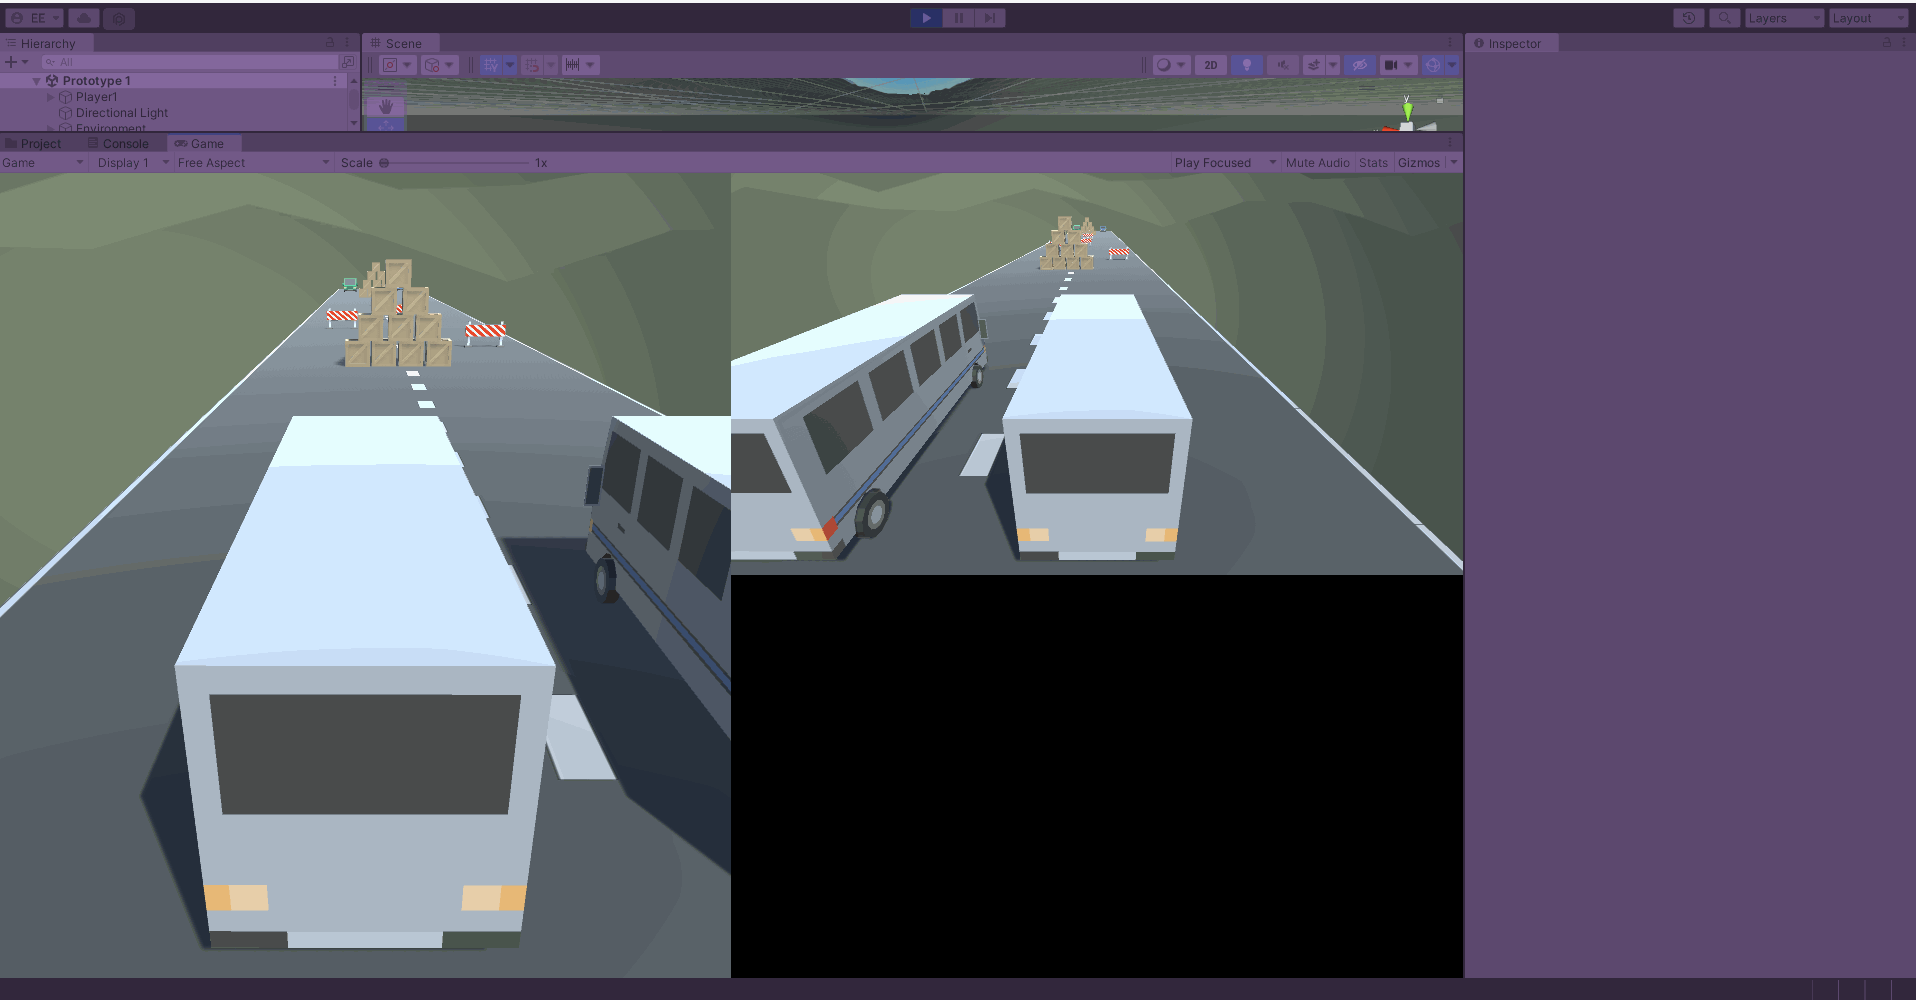 EE
Layers
Layout
Hierarchy
Scene
Inspector
All
2D
Prototype 1
Player1
Directional Light
Environment
y
Project
Console
Game
Game
Display 1
Free Aspect
Scale
1x
Play Focused
Mute Audio
Stats
Gizmos